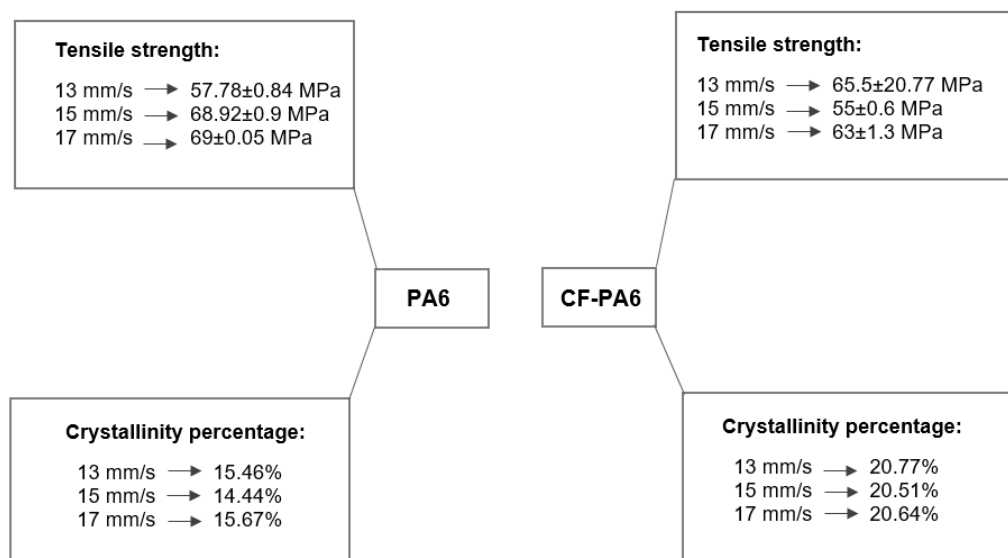 Tensile strength:
13 mm/s → 57.78±0.84 MPa
15 mm/s → 68.92±0.9 MPa
17 mm/s → 69±0.05 MPa
Tensile strength:
13 mm/s → 65.5±20.77 MPa
15 mm/s → 55±0.6 MPa
17 mm/s → 63±1.3 MPa
PA6
CF-PA6
Crystallinity percentage:
13 mm/s → 15.46%
15 mm/s → 14.44%
17 mm/s → 15.67%
Crystallinity percentage:
13 mm/s → 20.77%
15 mm/s → 20.51%
17 mm/s → 20.64%